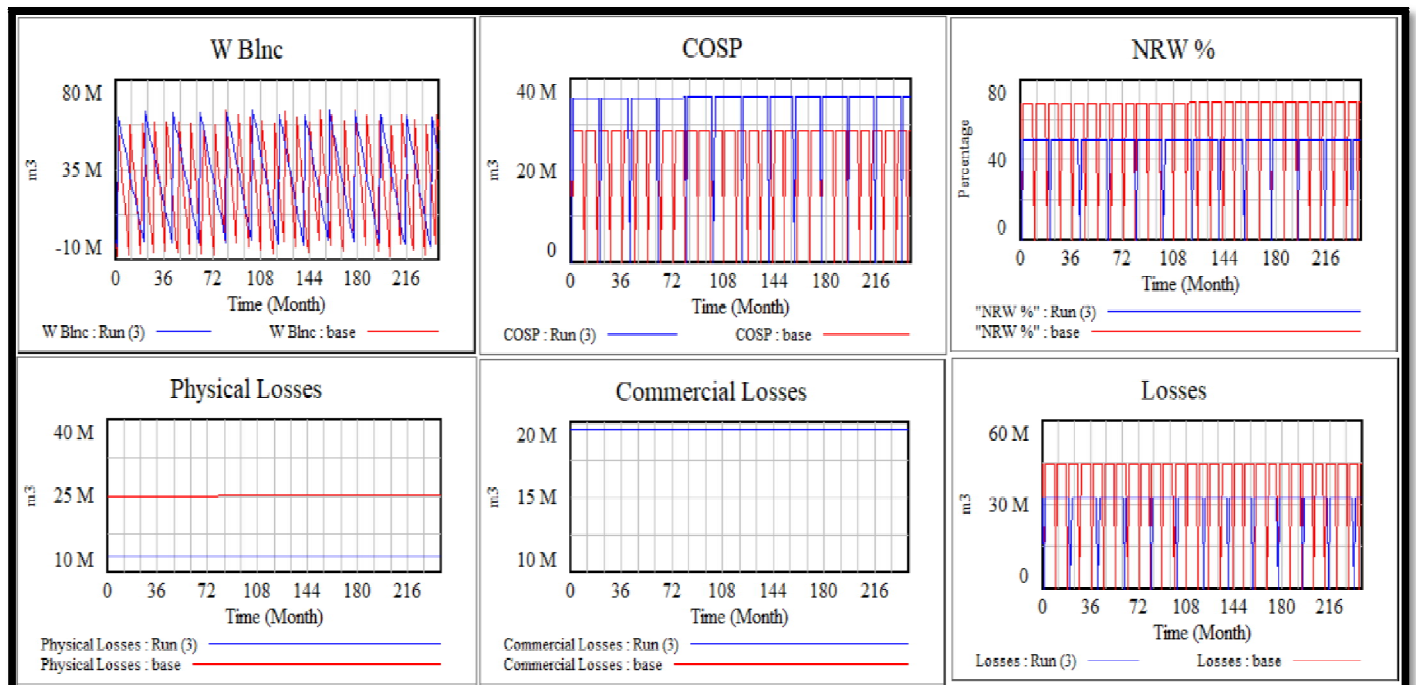 W Blnc
80 M
35 M
-10 M
m3
0 36 72 108 144 180 216
Time (Month)
W Blnc : Run (3) W Blnc : base
COSP
40 M
20 M
0
m3
0 36 72 108 144 180 216
Time (Month)
COSP : Run (3) COSP : base
NRW %
80
40
0
Percentage
0 36 72 108 144 180 216
Time (Month)
"NRW %" : Run (3)
"NRW %" : base
Physical Losses
40 M
25 M
10 M
m3
0 36 72 108 144 180 216
Time (Month)
Physical Losses : Run (3)
Physical Losses : base
Commercial Losses
20 M
15 M
10 M
m3
0 36 72 108 144 180 216
Time (Month)
Commercial Losses : Run (3)
Commercial Losses : base
Losses
60 M
30 M
0
m3
0 36 72 108 144 180 216
Time (Month)
Losses : Run (3) Losses : base